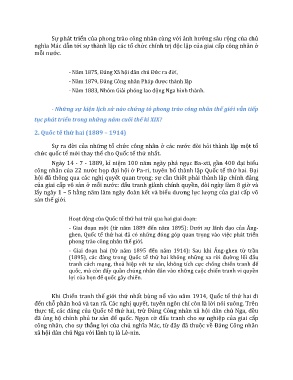 Sự phát triển của phong trào công nhân cùng với ảnh hưởng sâu rộng của chủ
nghĩa Mác dẫn tới sự thành lập các tổ chức chính trị độc lập của giai cấp công nhân ở
mỗi nước.
- Năm 1875, Đảng Xã hội dân chủ Đức ra đời,
- Năm 1879, Đảng Công nhân Pháp được thành lập
- Năm 1883, Nhóm Giải phóng lao động Nga hình thành.
- Những sự kiện lịch sử nào chứng tỏ phong trào công nhân thế giới vẫn tiếp
tục phát triển trong những năm cuối thế kỉ XIX?
2. Quốc tế thứ hai (1889 - 1914)
Sự ra đời của những tổ chức công nhân ở các nước đòi hỏi thành lập một tổ
chức quốc tế mới thay thế cho Quốc tế thứ nhất.
Ngày 14 - 7 - 1889, kỉ niệm 100 năm ngày phá ngục Ba-xti, gần 400 đại biểu
công nhân của 22 nước họp đại hội ở Pa-ri, tuyên bố thành lập Quốc tế thứ hai. Đại
hội đã thông qua các nghị quyết quan trọng: sự cần thiết phải thành lập chính đảng
của giai cấp vô sản ở mỗi nước; đấu tranh giành chính quyền, đòi ngày làm 8 giờ và
lấy ngày 1 - 5 hằng năm làm ngày đoàn kết và biểu dương lực lượng của giai cấp vô
sản thế giới.
Hoạt động của Quốc tế thứ hai trải qua hai giai đoạn:
- Giai đoạn một (từ năm 1889 đến năm 1895): Dưới sự lãnh đạo của Ăng-
ghen, Quốc tế thứ hai đã có những đóng góp quan trọng vào việc phát triển
phong trào công nhân thế giới.
- Giai đoạn hai (từ năm 1895 đến năm 1914): Sau khi Ăng-ghen từ trần
(1895), các đảng trong Quốc tế thứ hai không những xa rời đường lối đấu
tranh cách mạng, thoả hiệp với tư sản, không tích cực chống chiến tranh đế
quốc, mà còn đẩy quần chúng nhân dân vào những cuộc chiến tranh vì quyền
lợi của bọn đế quốc gây chiến.
Khi Chiến tranh thế giới thứ nhất bùng nổ vào năm 1914, Quốc tế thứ hai đi
đến chỗ phân hoá và tan rã. Các nghị quyết, tuyên ngôn chỉ còn là lời nói suông. Trên
thực tế, các đảng của Quốc tế thứ hai, trừ Đảng Công nhân xã hội dân chủ Nga, đều
đã ủng hộ chính phủ tư sản đế quốc. Ngọn cờ đấu tranh cho sự nghiệp của giai cấp
công nhân, cho sự thắng lợi của chủ nghĩa Mác, từ đây đã thuộc về Đảng Công nhân
xã hội dân chủ Nga với lãnh tụ là Lê-nin.